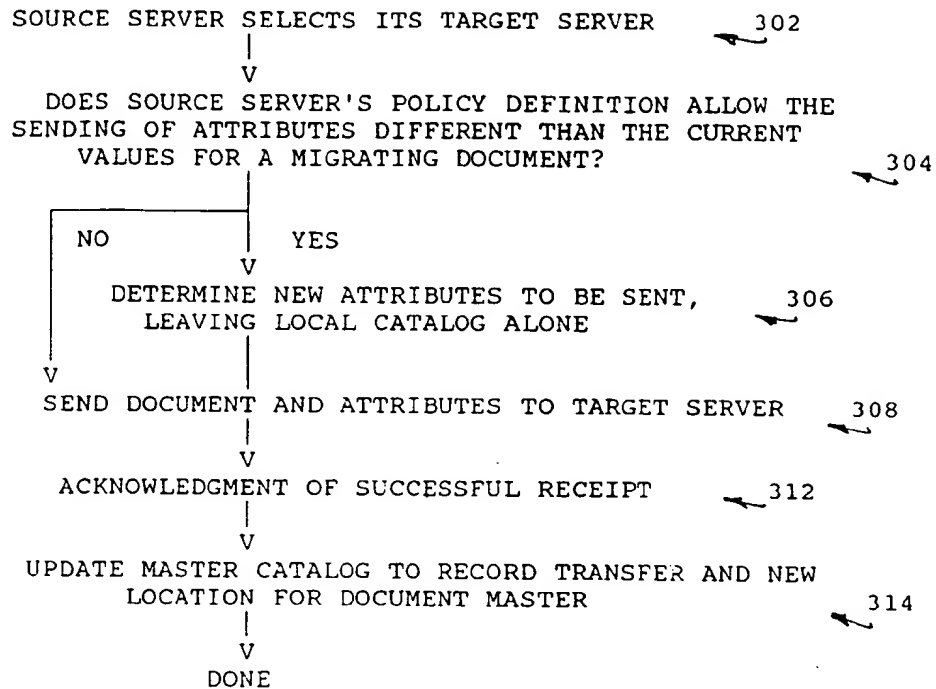 SOURCE SERVER SELECTS ITS TARGET SERVER 302
V
DOES SOURCE SERVER'S POLICY DEFINITION ALLOW THE
SENDING OF ATTRIBUTES DIFFERENT THAN THE CURRENT
VALUES FOR A MIGRATING DOCUMENT? 304
NO YES
V
DETERMINE NEW ATTRIBUTES TO BE SENT, 306
LEAVING LOCAL CATALOG ALONE
V
SEND DOCUMENT AND ATTRIBUTES TO TARGET SERVER 308
V
ACKNOWLEDGMENT OF SUCCESSFUL RECEIPT 312
V
UPDATE MASTER CATALOG TO RECORD TRANSFER AND NEW
LOCATION FOR DOCUMENT MASTER 314
V
DONE